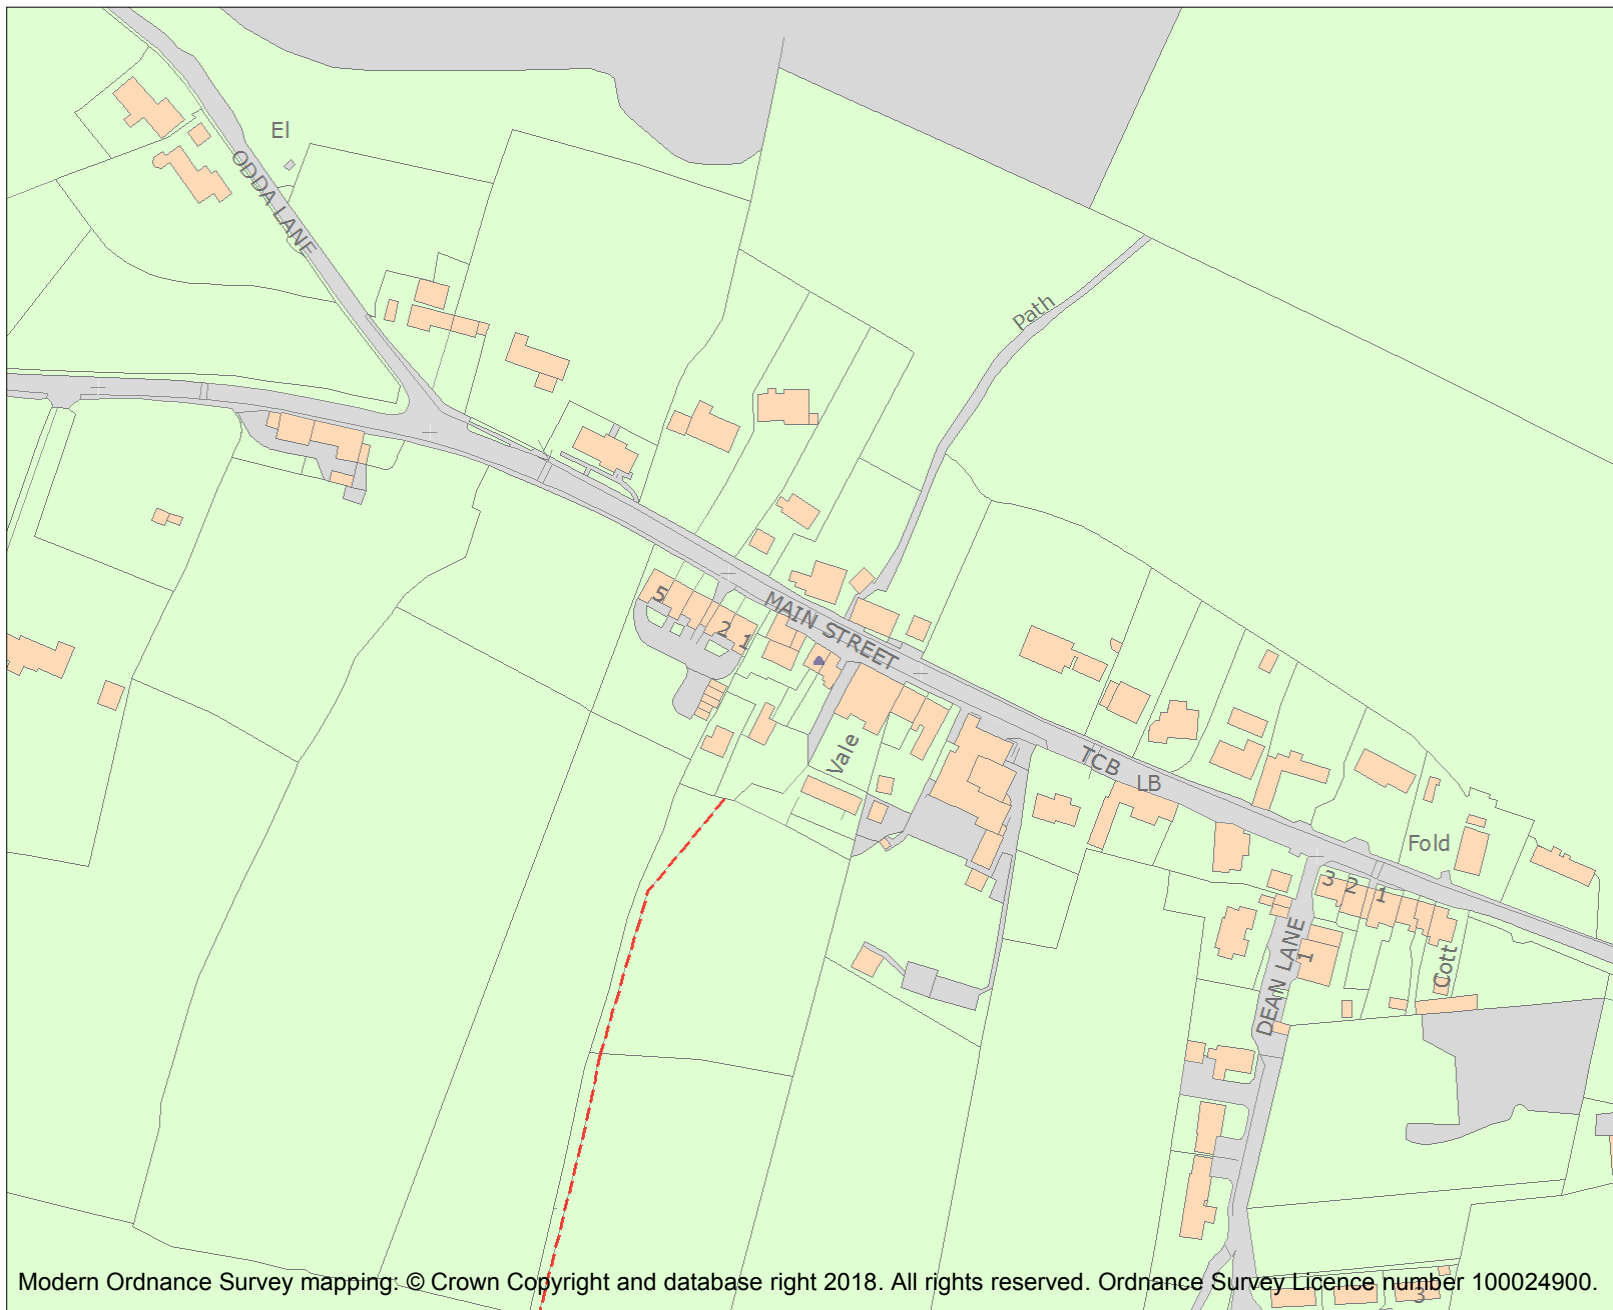 El
ODDA LANE
Path
5
MAIN STREET
2
1
Vale
TCB
LB
Fold
3
2
1
DEAN LANE
1
Cott
3
Modern Ordnance Survey mapping: © Crown Copyright and database right 2018. All rights reserved. Ordnance Survey Licence number 100024900.